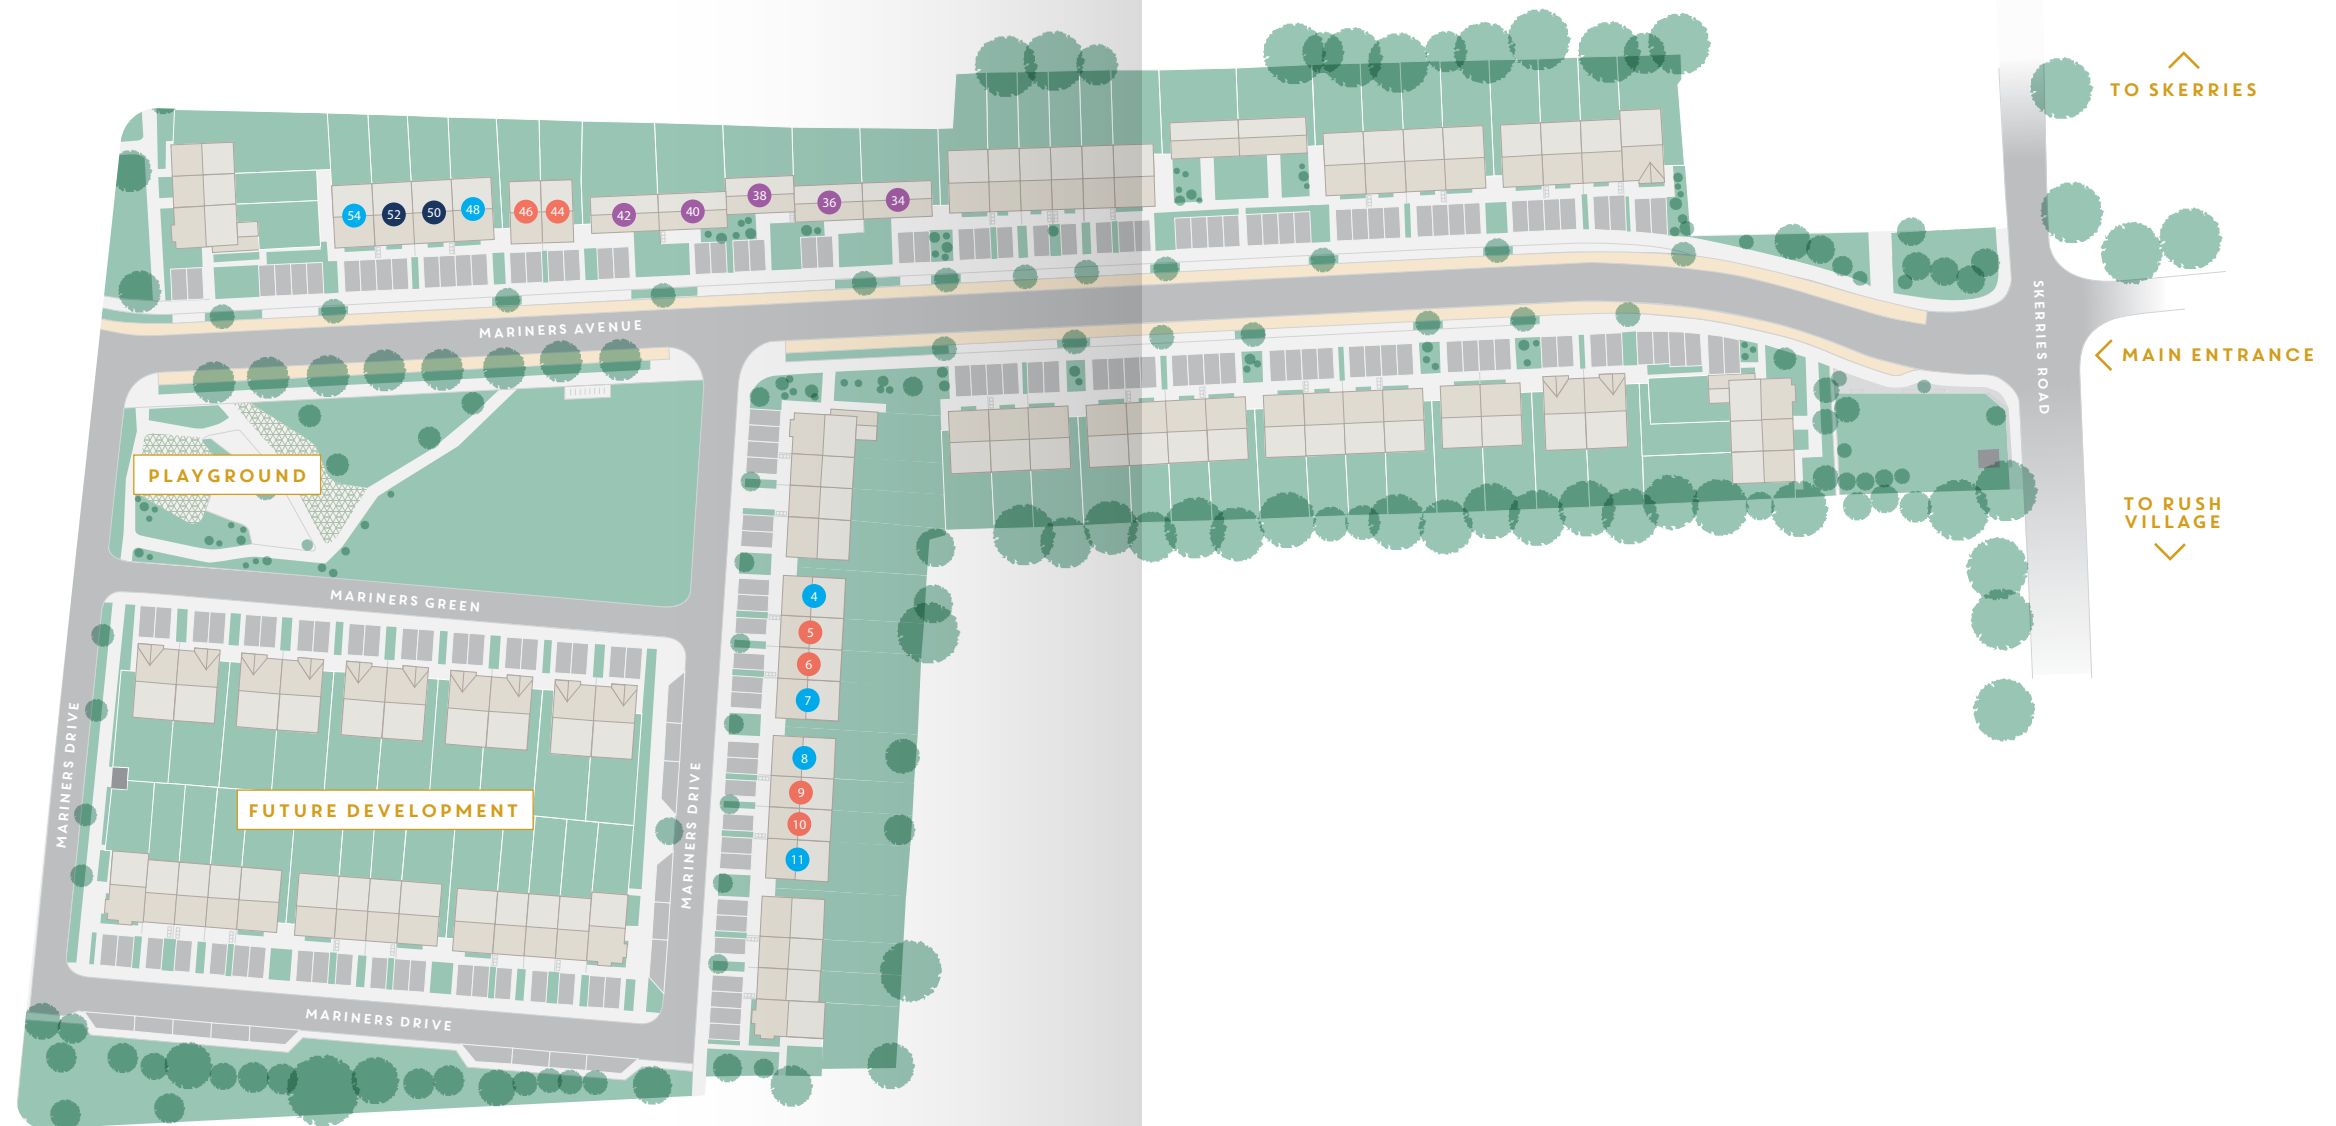 TO SKERRIES
38
54
52
50
48
46
44
42
40
36
34
MARINERS AVENUE
SKERRIES ROAD
MAIN ENTRANCE
PLAYGROUND
TO RUSH
VILLAGE
MARINERS GREEN
4
5
6
7
MARINERS DRIVE
FUTURE DEVELOPMENT
MARINERS DRIVE
8
9
10
11
MARINERS DRIVE